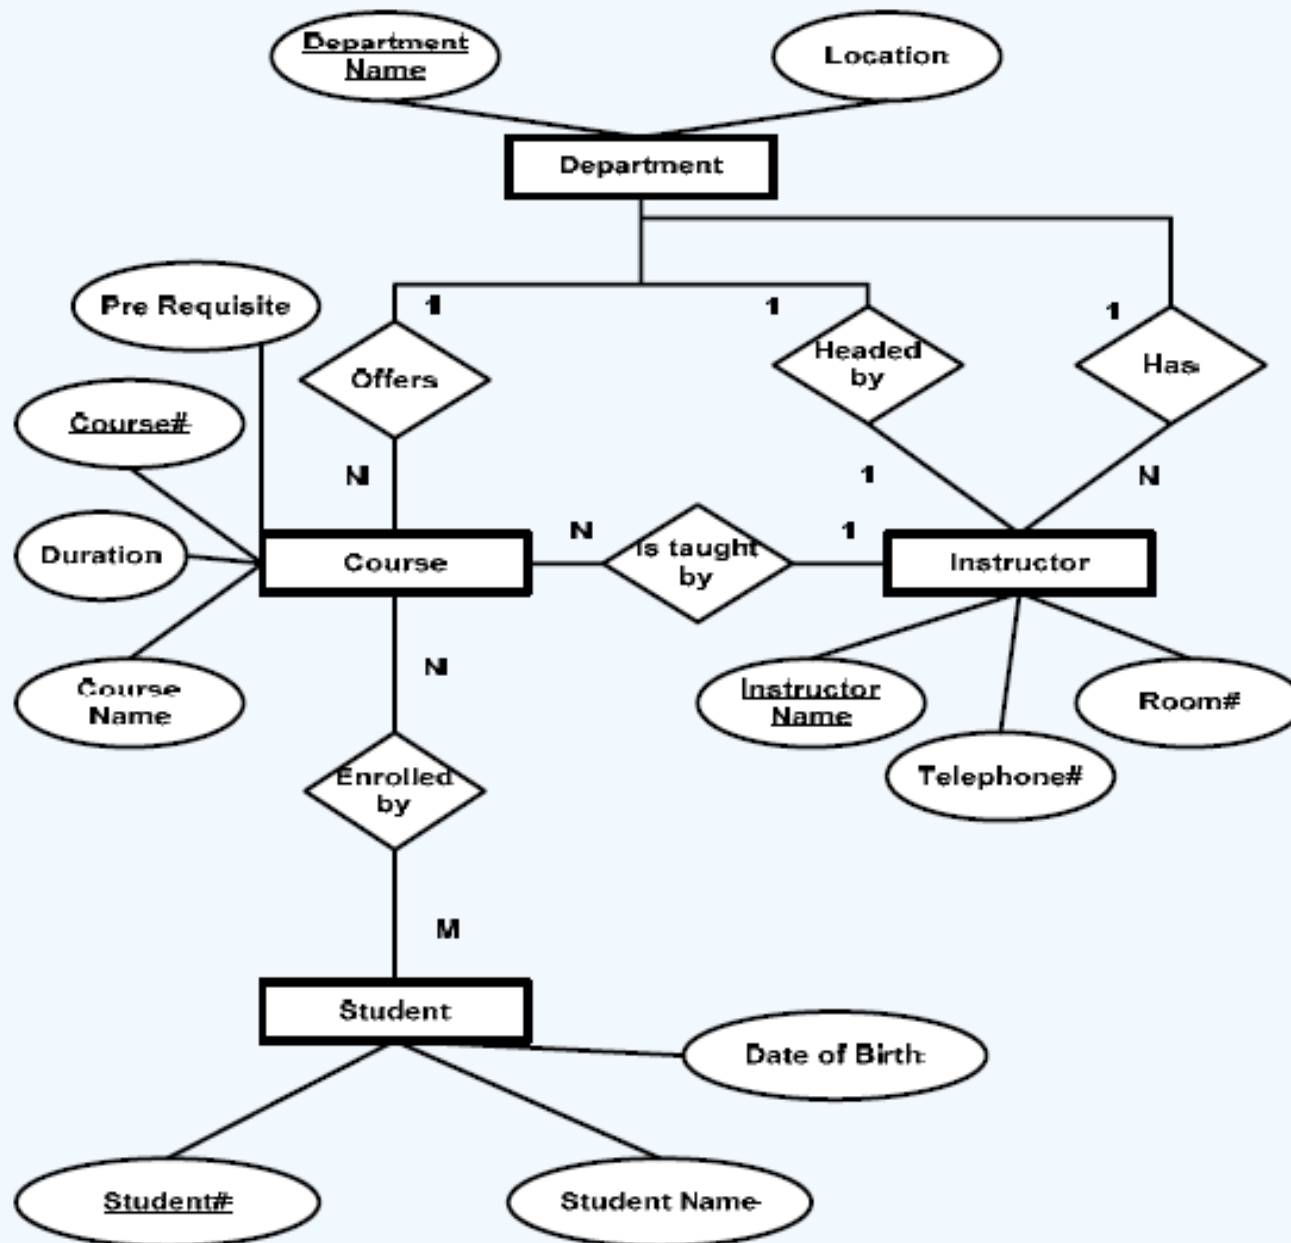 Department
Name
Location
Department
Pre Requisite
1
1
1
Offers
Headed
by
Has
Course#
N
1
N
Duration
Course
N
Is taught
by
1
Instructor
Course
Name
N
Instructor
Name
Room#
Telephone#
Enrolled
by
M
Student
Date of Birth
Student#
Student Name